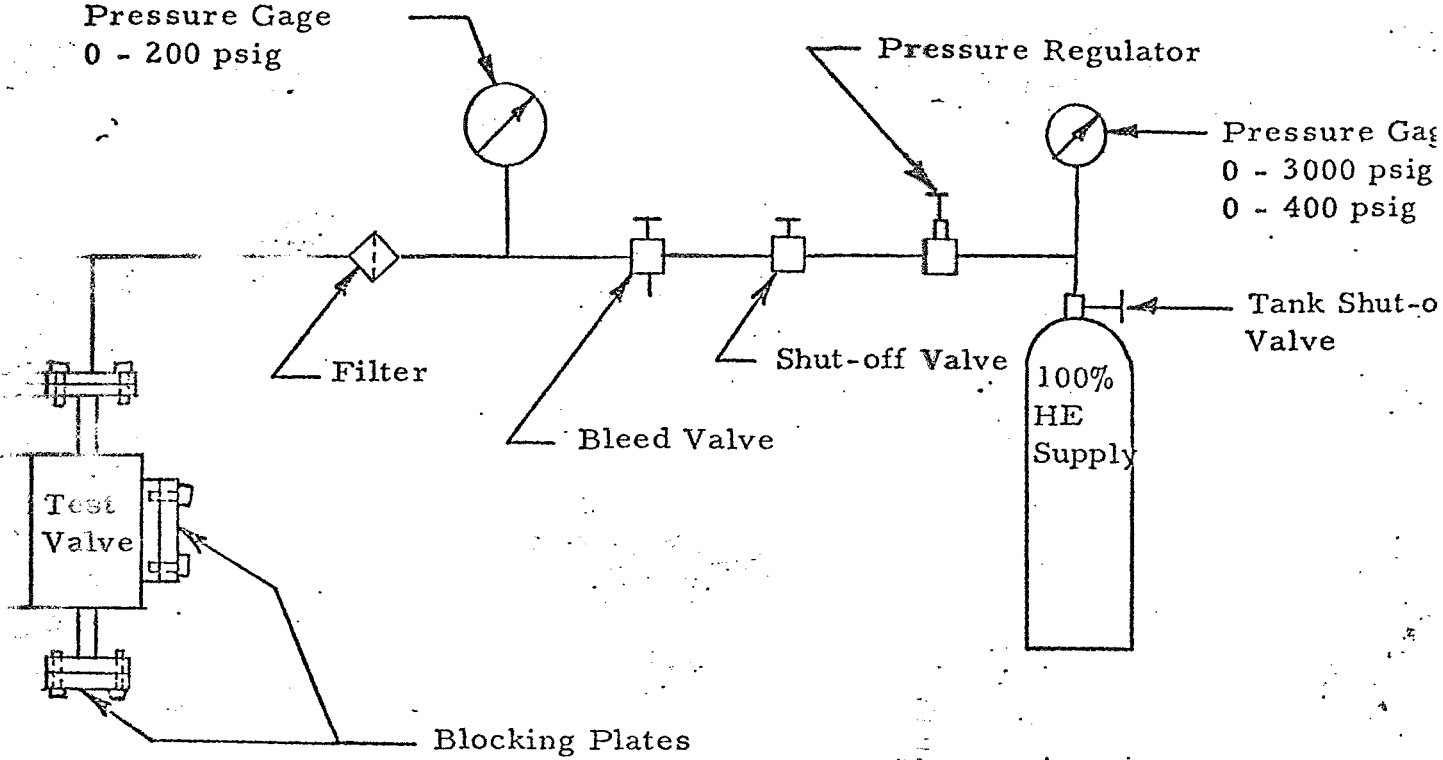 Pressure Gage
0 - 200 psig
Pressure Regulator
Pressure Gag
0 - 3000 psig
0 - 400 psig
Tank Shut-o
Valve
Filter
Shut-off Valve
100%
HE
Supply
Bleed Valve
Test
Valve
Blocking Plates